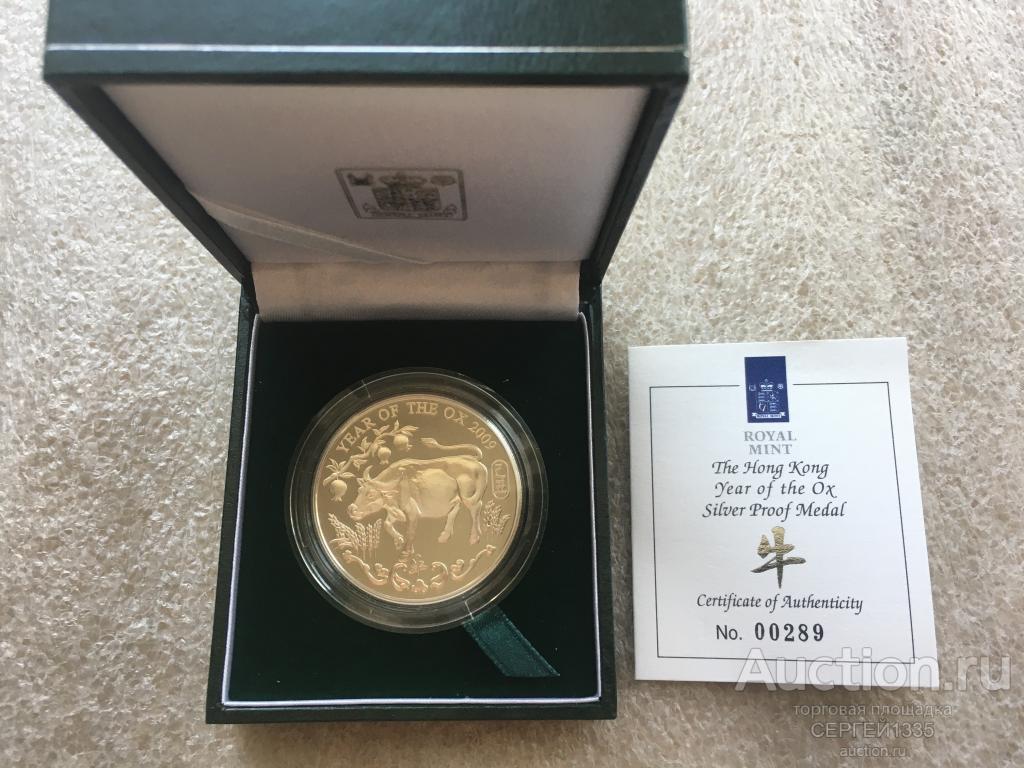 YEAR OF THE OX 2009
ROYAL
MINT
The Hong Kong
Year of the Ox
Silver Proof Medal
牛
Certificate of Authenticity
No. 00289
Auction.ru
торговая площадка
СЕРГЕЙ1335
auction.ru